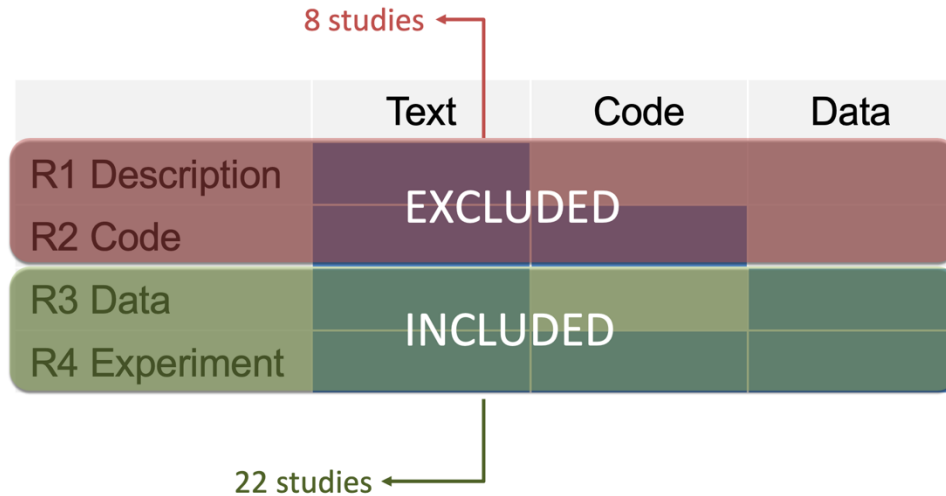 8 studies
Text Code Data
R1 Description
EXCLUDED
R2 Code
R3 Data
INCLUDED
R4 Experiment
22 studies